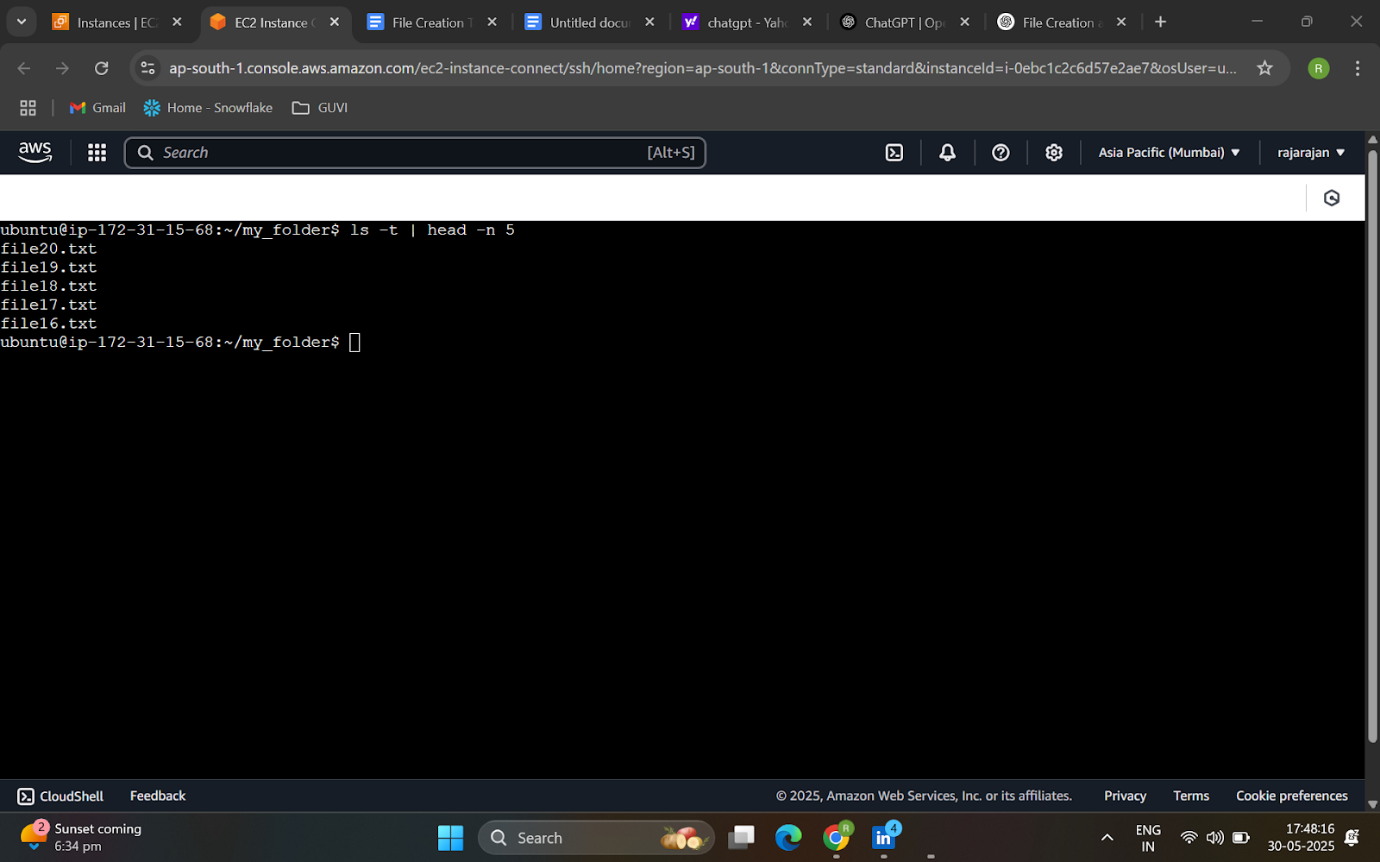 Instances | EC
EC2 Instance C
File Creation T
Untitled docu
chatgpt - Yaho
ChatGPT | Ope
File Creation a
ap-south-1.console.aws.amazon.com/ec2-instance-connect/ssh/home?region=ap-south-1&connType=standard&instanceId=i-0ebc1c2c6d57e2ae7&osUser=u...
R
Gmail
Home - Snowflake
GUVI
aws
Search
[Alt+S]
Asia Pacific (Mumbai)
rajarajan
ubuntu@ip-172-31-15-68:~/my_folder$ ls -t | head -n 5
file20.txt
file19.txt
file18.txt
file17.txt
file16.txt
ubuntu@ip-172-31-15-68:~/my_folder$
CloudShell
Feedback
© 2025, Amazon Web Services, Inc. or its affiliates.
Privacy
Terms
Cookie preferences
2
Sunset coming
6:34 pm
Search
R
in
4
ENG
IN
17:48:16
30-05-2025